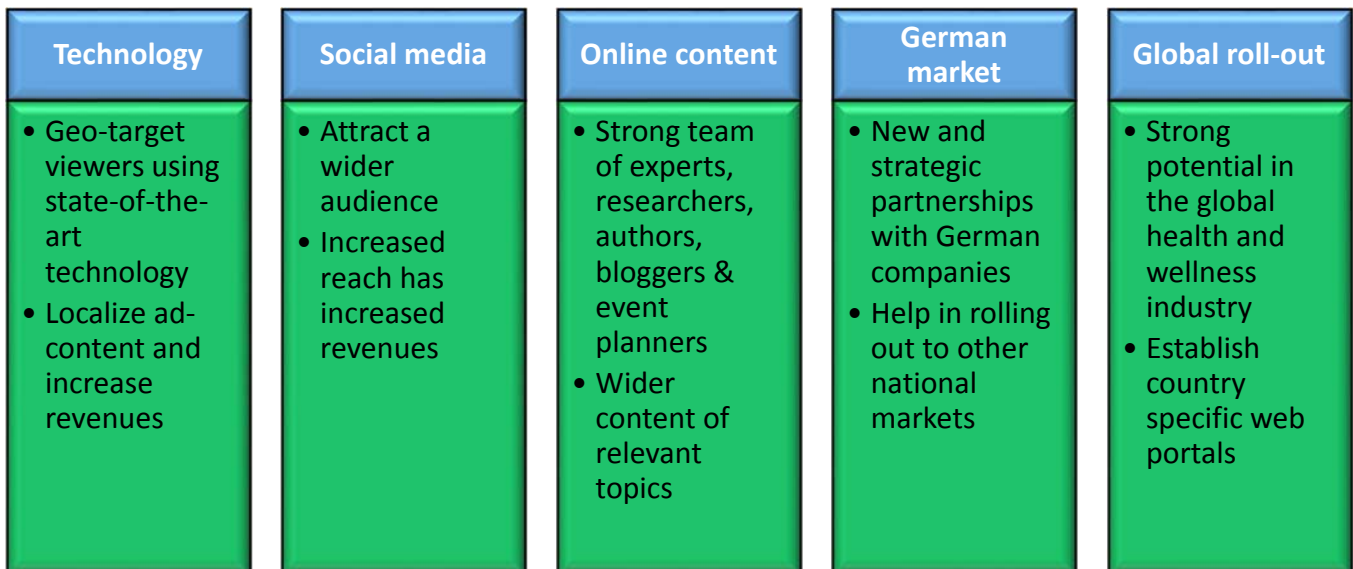 Technology
• Geo-target
viewers using
state-of-the-
art
technology
• Localize ad-
content and
increase
revenues
Social media
• Attract a
wider
audience
• Increased
reach has
increased
revenues
Online content
• Strong team
of experts,
researchers,
authors,
bloggers &
event
planners
• Wider
content of
relevant
topics
German
market
• New and
strategic
partnerships
with German
companies
• Help in rolling
out to other
national
markets
Global roll-out
• Strong
potential in
the global
health and
wellness
industry
• Establish
country
specific web
portals